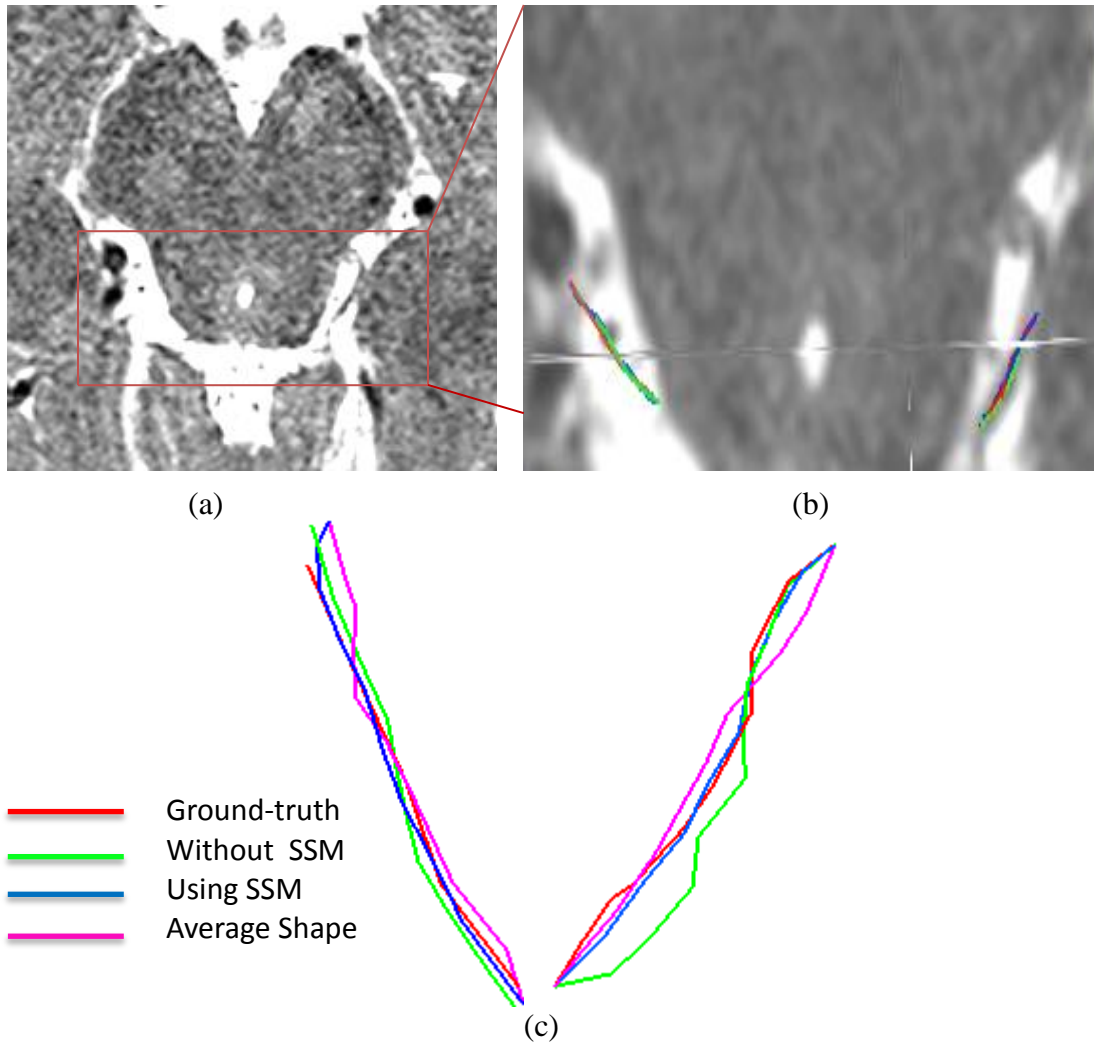 (a)
(b)
Ground-truth
Without SSM
Using SSM
Average Shape
(c)